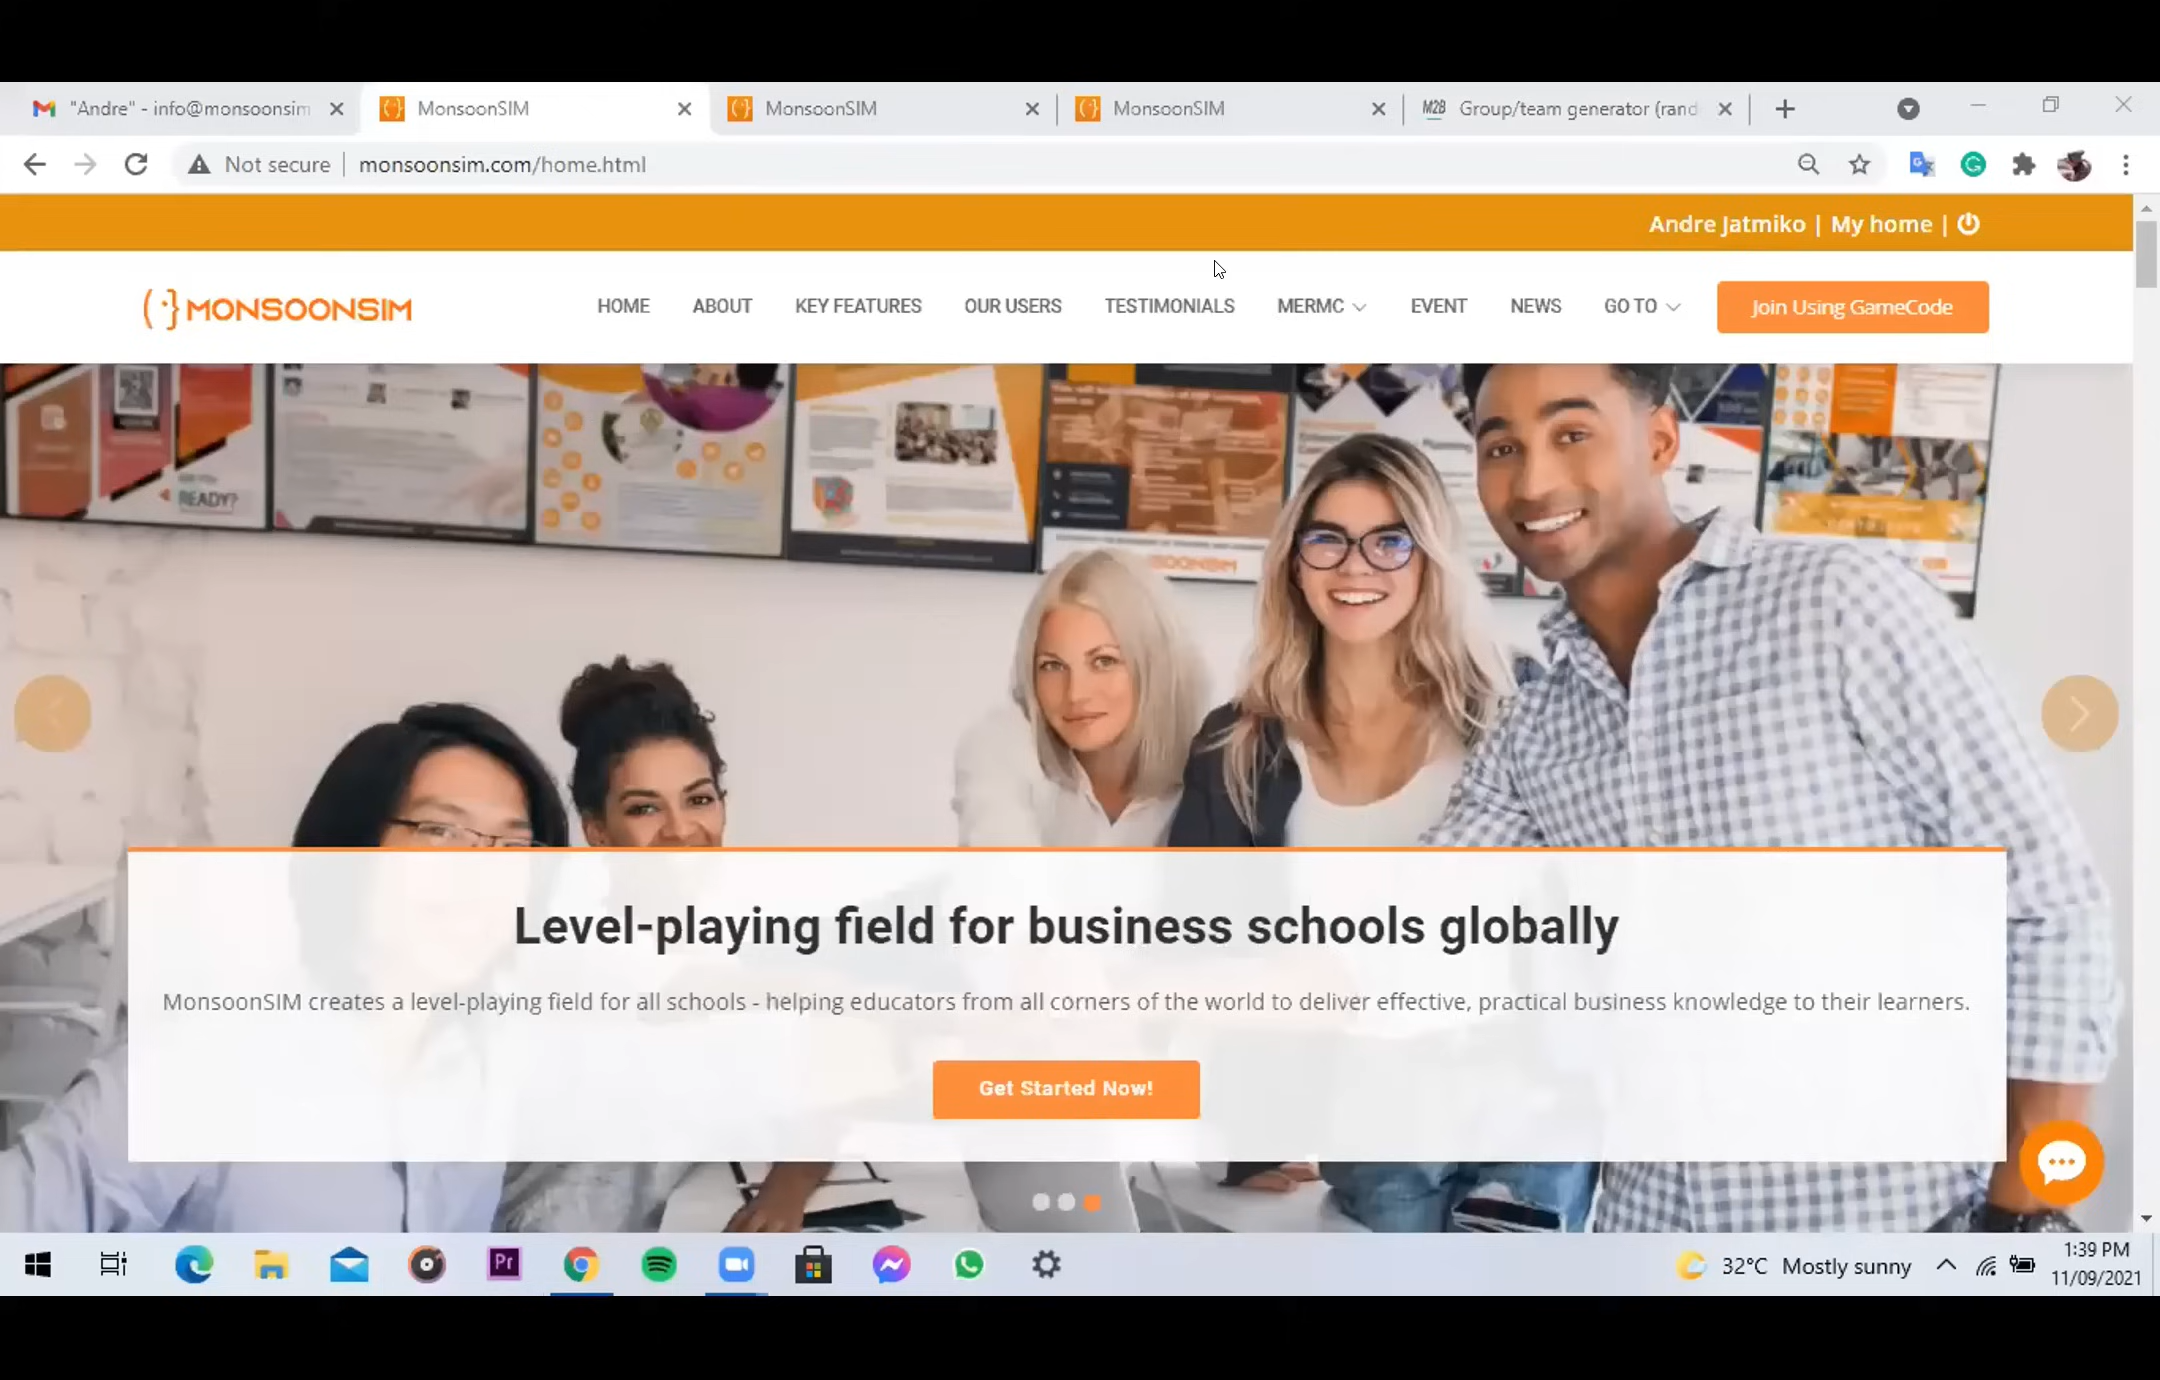 "Andre" - info@monsoonsim
MonsoonSIM
MonsoonSIM
MonsoonSIM
M2B
Group/team generator (rand
Not secure
monsoonsim.com/home.html
Andre Jatmiko | My home |
MONSOONSIM
HOME
ABOUT
KEY FEATURES
OUR USERS
TESTIMONIALS
MERMC
EVENT
NEWS
GO TO
Join Using GameCode
READY?
Level-playing field for business schools globally
MonsoonSIM creates a level-playing field for all schools - helping educators from all corners of the world to deliver effective, practical business knowledge to their learners.
Get Started Now!
Pr
32°C Mostly sunny
1:39 PM
11/09/2021